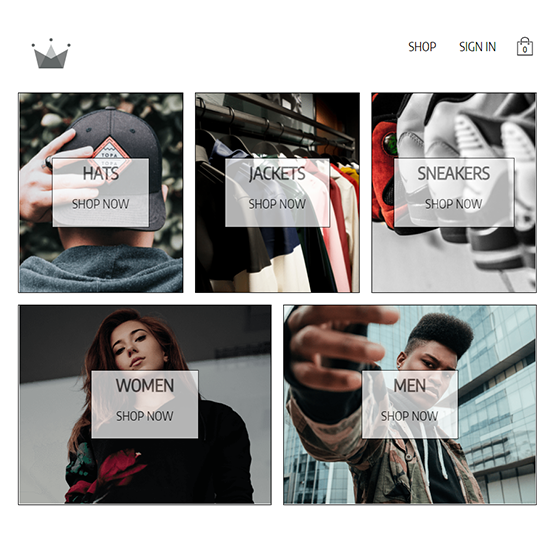 SHOP SIGN IN
0
TOPA
HATS
SHOP NOW
JACKETS
SHOP NOW
SNEAKERS
SHOP NOW
WOMEN
SHOP NOW
MEN
SHOP NOW